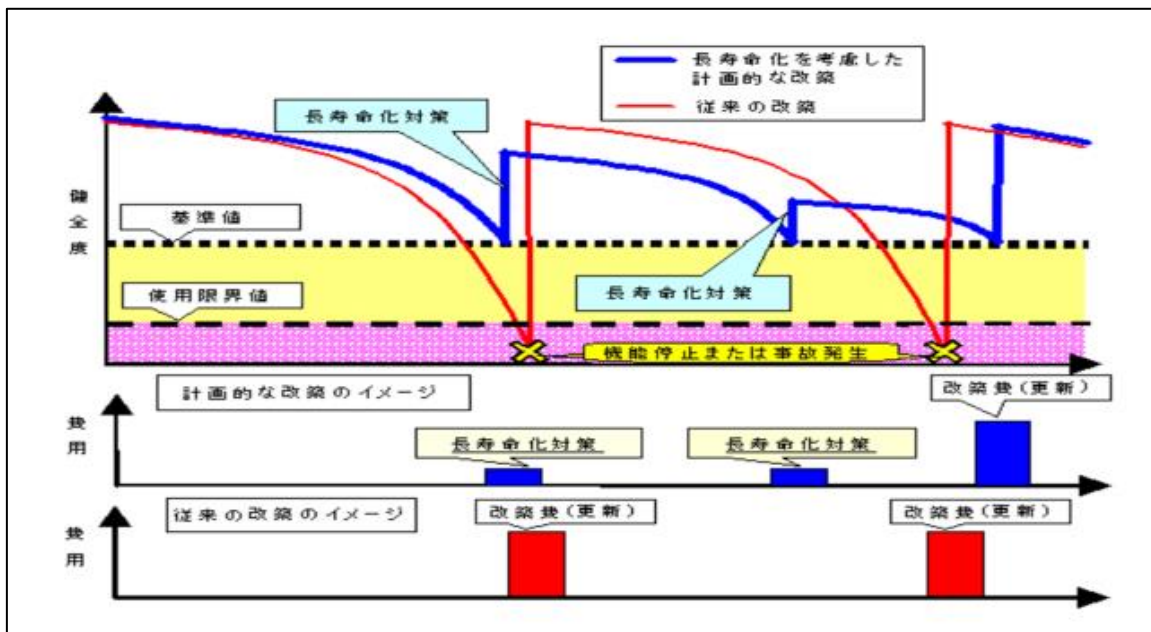 長寿命化を考慮した
計画的な改築
従来の改築
長寿命化対策
健全度
基準値
使用限界値
長寿命化対策
機能停止または事故発生
計画的な改築のイメージ
改築費(更新)
費用
長寿命化対策
長寿命化対策
従来の改築のイメージ
改築費(更新)
改築費(更新)
費用